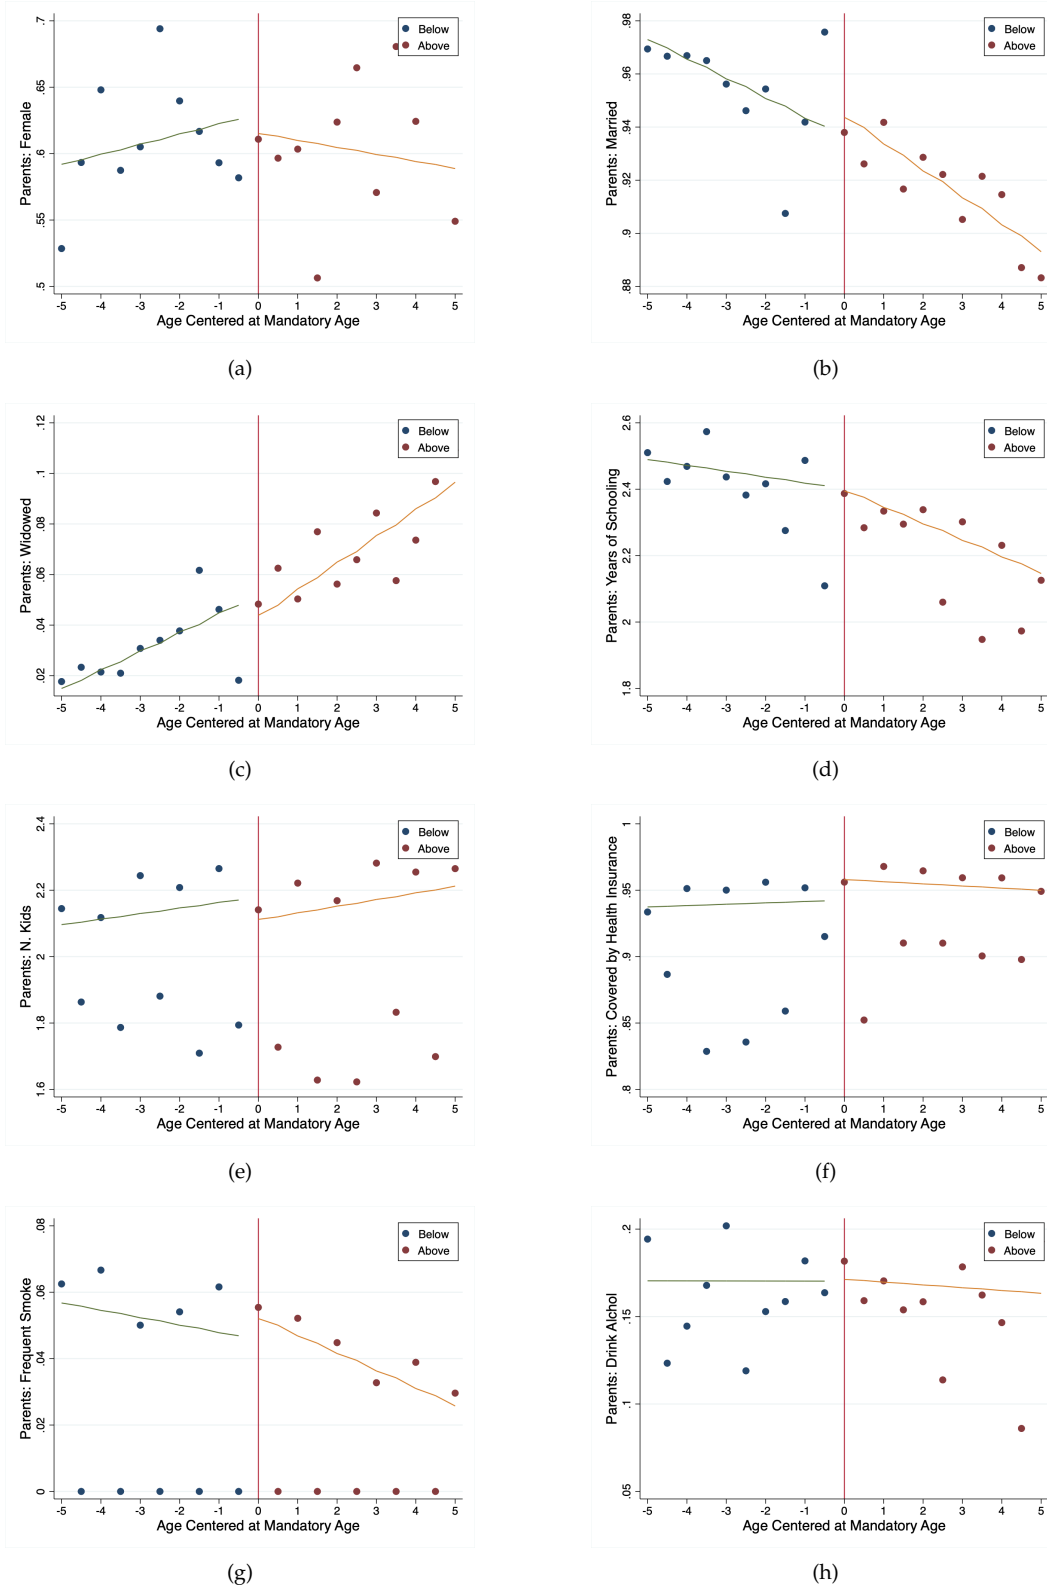 .7
.65
.6
.55
.5
Parents: Female
Below
Above
-5 -4 -3 -2 -1 0 1 2 3 4 5
Age Centered at Mandatory Age
(a)
.98
.96
.94
.92
.9
.88
Parents: Married
Below
Above
-5 -4 -3 -2 -1 0 1 2 3 4 5
Age Centered at Mandatory Age
(b)
.12
.1
.08
.06
.04
.02
Parents: Widowed
Below
Above
-5 -4 -3 -2 -1 0 1 2 3 4 5
Age Centered at Mandatory Age
(c)
2.6
2.4
2.2
2
1.8
Parents: Years of Schooling
Below
Above
-5 -4 -3 -2 -1 0 1 2 3 4 5
Age Centered at Mandatory Age
(d)
2.4
2.2
2
1.8
1.6
Parents: N. Kids
Below
Above
-5 -4 -3 -2 -1 0 1 2 3 4 5
Age Centered at Mandatory Age
(e)
1
.95
.9
.85
.8
Parents: Covered by Health Insurance
Below
Above
-5 -4 -3 -2 -1 0 1 2 3 4 5
Age Centered at Mandatory Age
(f)
.08
.06
.04
.02
0
Parents: Frequent Smoke
Below
Above
-5 -4 -3 -2 -1 0 1 2 3 4 5
Age Centered at Mandatory Age
(g)
.2
.15
.1
.05
Parents: Drink Alchol
Below
Above
-5 -4 -3 -2 -1 0 1 2 3 4 5
Age Centered at Mandatory Age
(h)